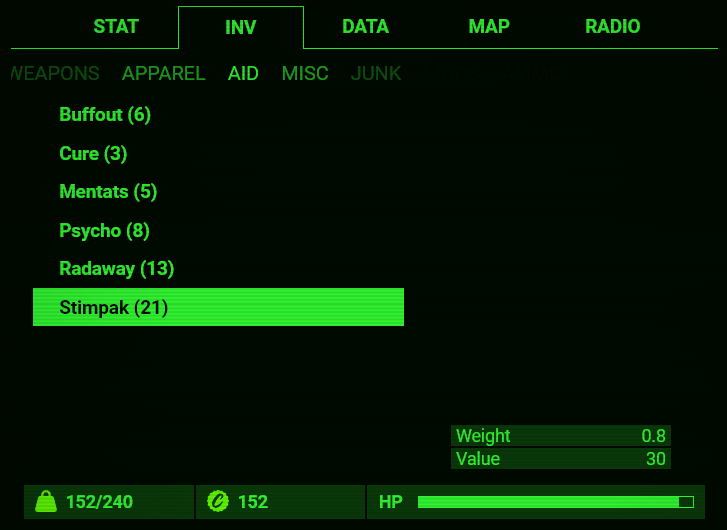 STAT INV DATA MAP RADIO
WEAPONS APPAREL AID MISC JUNK
Buffout (6)
Cure (3)
Mentats (5)
Psycho (8)
Radaway (13)
Stimpak (21)
Weight 0.8
Value 30
152/240 152 HP